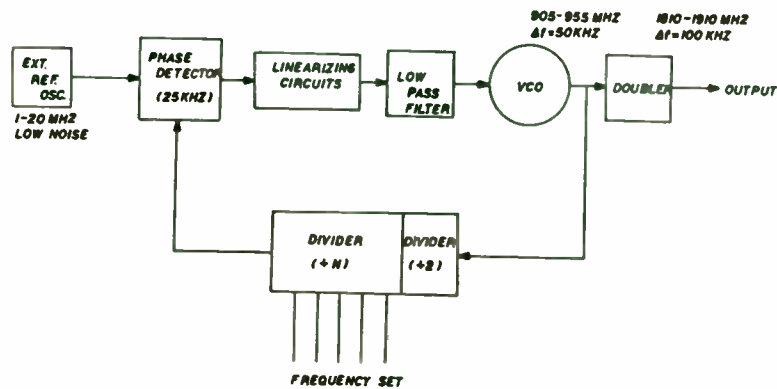 905-955 MHZ
Δf=50KHZ
1810-1910 MHZ
Δf=100 KHZ
EXT.
REF.
OSC.
1-20 MHZ
LOW NOISE
PHASE
DETECTOR
(25KHZ)
LINEARIZING
CIRCUITS
LOW
PASS
FILTER
VCO
DOUBLER
OUTPUT
DIVIDER
(÷N)
DIVIDER
(÷2)
FREQUENCY SET